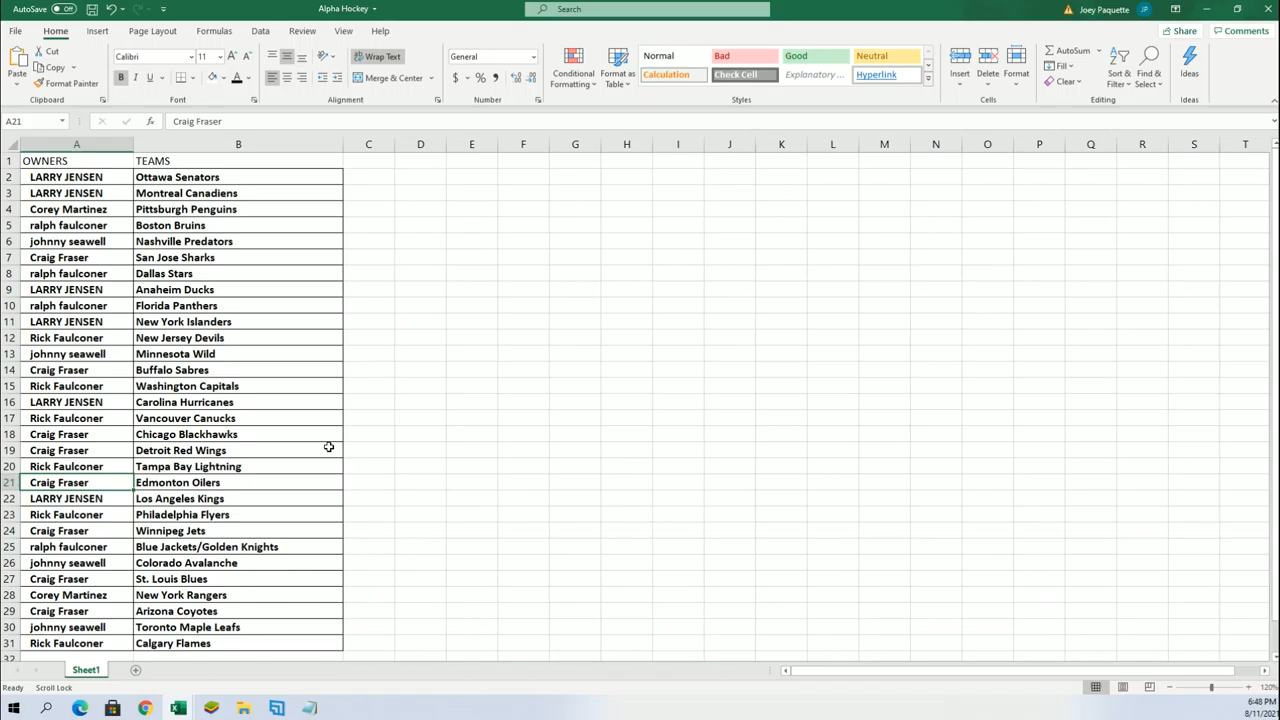 AutoSave Off Alpha Hockey Search Joey Paquette JP
File Home Insert Page Layout Formulas Data Review View Help Share Comments
Paste Cut Copy Format Painter Clipboard
Calibri 11 B I U A Font
Wrap Text Merge & Center Alignment
General $ % Number
Conditional Formatting Format as Table
Normal Bad Good Neutral
Calculation Check Cell Explanatory ... Hyperlink
Styles
Insert Delete Format Cells
AutoSum Fill Clear Sort & Filter Find & Select Editing
Ideas Ideas
A21 fx Craig Fraser
A B C D E F G H I J K L M N O P Q R S T
1 OWNERS TEAMS
2 LARRY JENSEN Ottawa Senators
3 LARRY JENSEN Montreal Canadiens
4 Corey Martinez Pittsburgh Penguins
5 ralph faulconer Boston Bruins
6 johnny seawell Nashville Predators
7 Craig Fraser San Jose Sharks
8 ralph faulconer Dallas Stars
9 LARRY JENSEN Anaheim Ducks
10 ralph faulconer Florida Panthers
11 LARRY JENSEN New York Islanders
12 Rick Faulconer New Jersey Devils
13 johnny seawell Minnesota Wild
14 Craig Fraser Buffalo Sabres
15 Rick Faulconer Washington Capitals
16 LARRY JENSEN Carolina Hurricanes
17 Rick Faulconer Vancouver Canucks
18 Craig Fraser Chicago Blackhawks
19 Craig Fraser Detroit Red Wings
20 Rick Faulconer Tampa Bay Lightning
21 Craig Fraser Edmonton Oilers
22 LARRY JENSEN Los Angeles Kings
23 Rick Faulconer Philadelphia Flyers
24 Craig Fraser Winnipeg Jets
25 ralph faulconer Blue Jackets/Golden Knights
26 johnny seawell Colorado Avalanche
27 Craig Fraser St. Louis Blues
28 Corey Martinez New York Rangers
29 Craig Fraser Arizona Coyotes
30 johnny seawell Toronto Maple Leafs
31 Rick Faulconer Calgary Flames
32
Sheet1
Ready Scroll Lock 120%
6:48 PM
8/11/2021